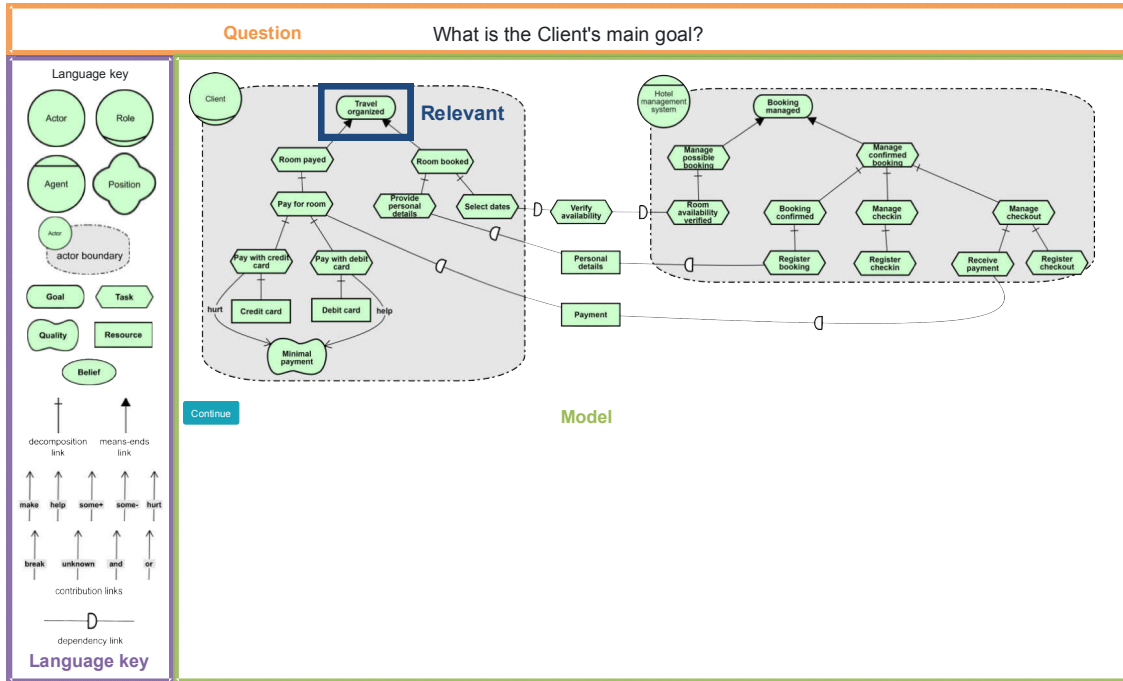 Question
What is the Client's main goal?
Language key
Actor
Role
Agent
Position
Actor
actor boundary
Goal
Task
Quality
Resource
Belief
decomposition
link
means-ends
link
make
help
some+
some-
hurt
break
unknown
and
or
contribution links
D
dependency link
Language key
Client
Travel
organized
Relevant
Room payed
Room booked
Pay for room
Provide
personal
details
Select dates
Pay with credit
card
Pay with debit
card
hurt
Credit card
Debit card
help
Minimal
payment
D
Verify
availability
D
D
Personal
details
D
D
Payment
D
Hotel
management
system
Booking
managed
Manage
possible
booking
Manage
confirmed
booking
Room
availability
verified
Booking
confirmed
Manage
checkin
Manage
checkout
Register
booking
Register
checkin
Receive
payment
Register
checkout
Continue
Model